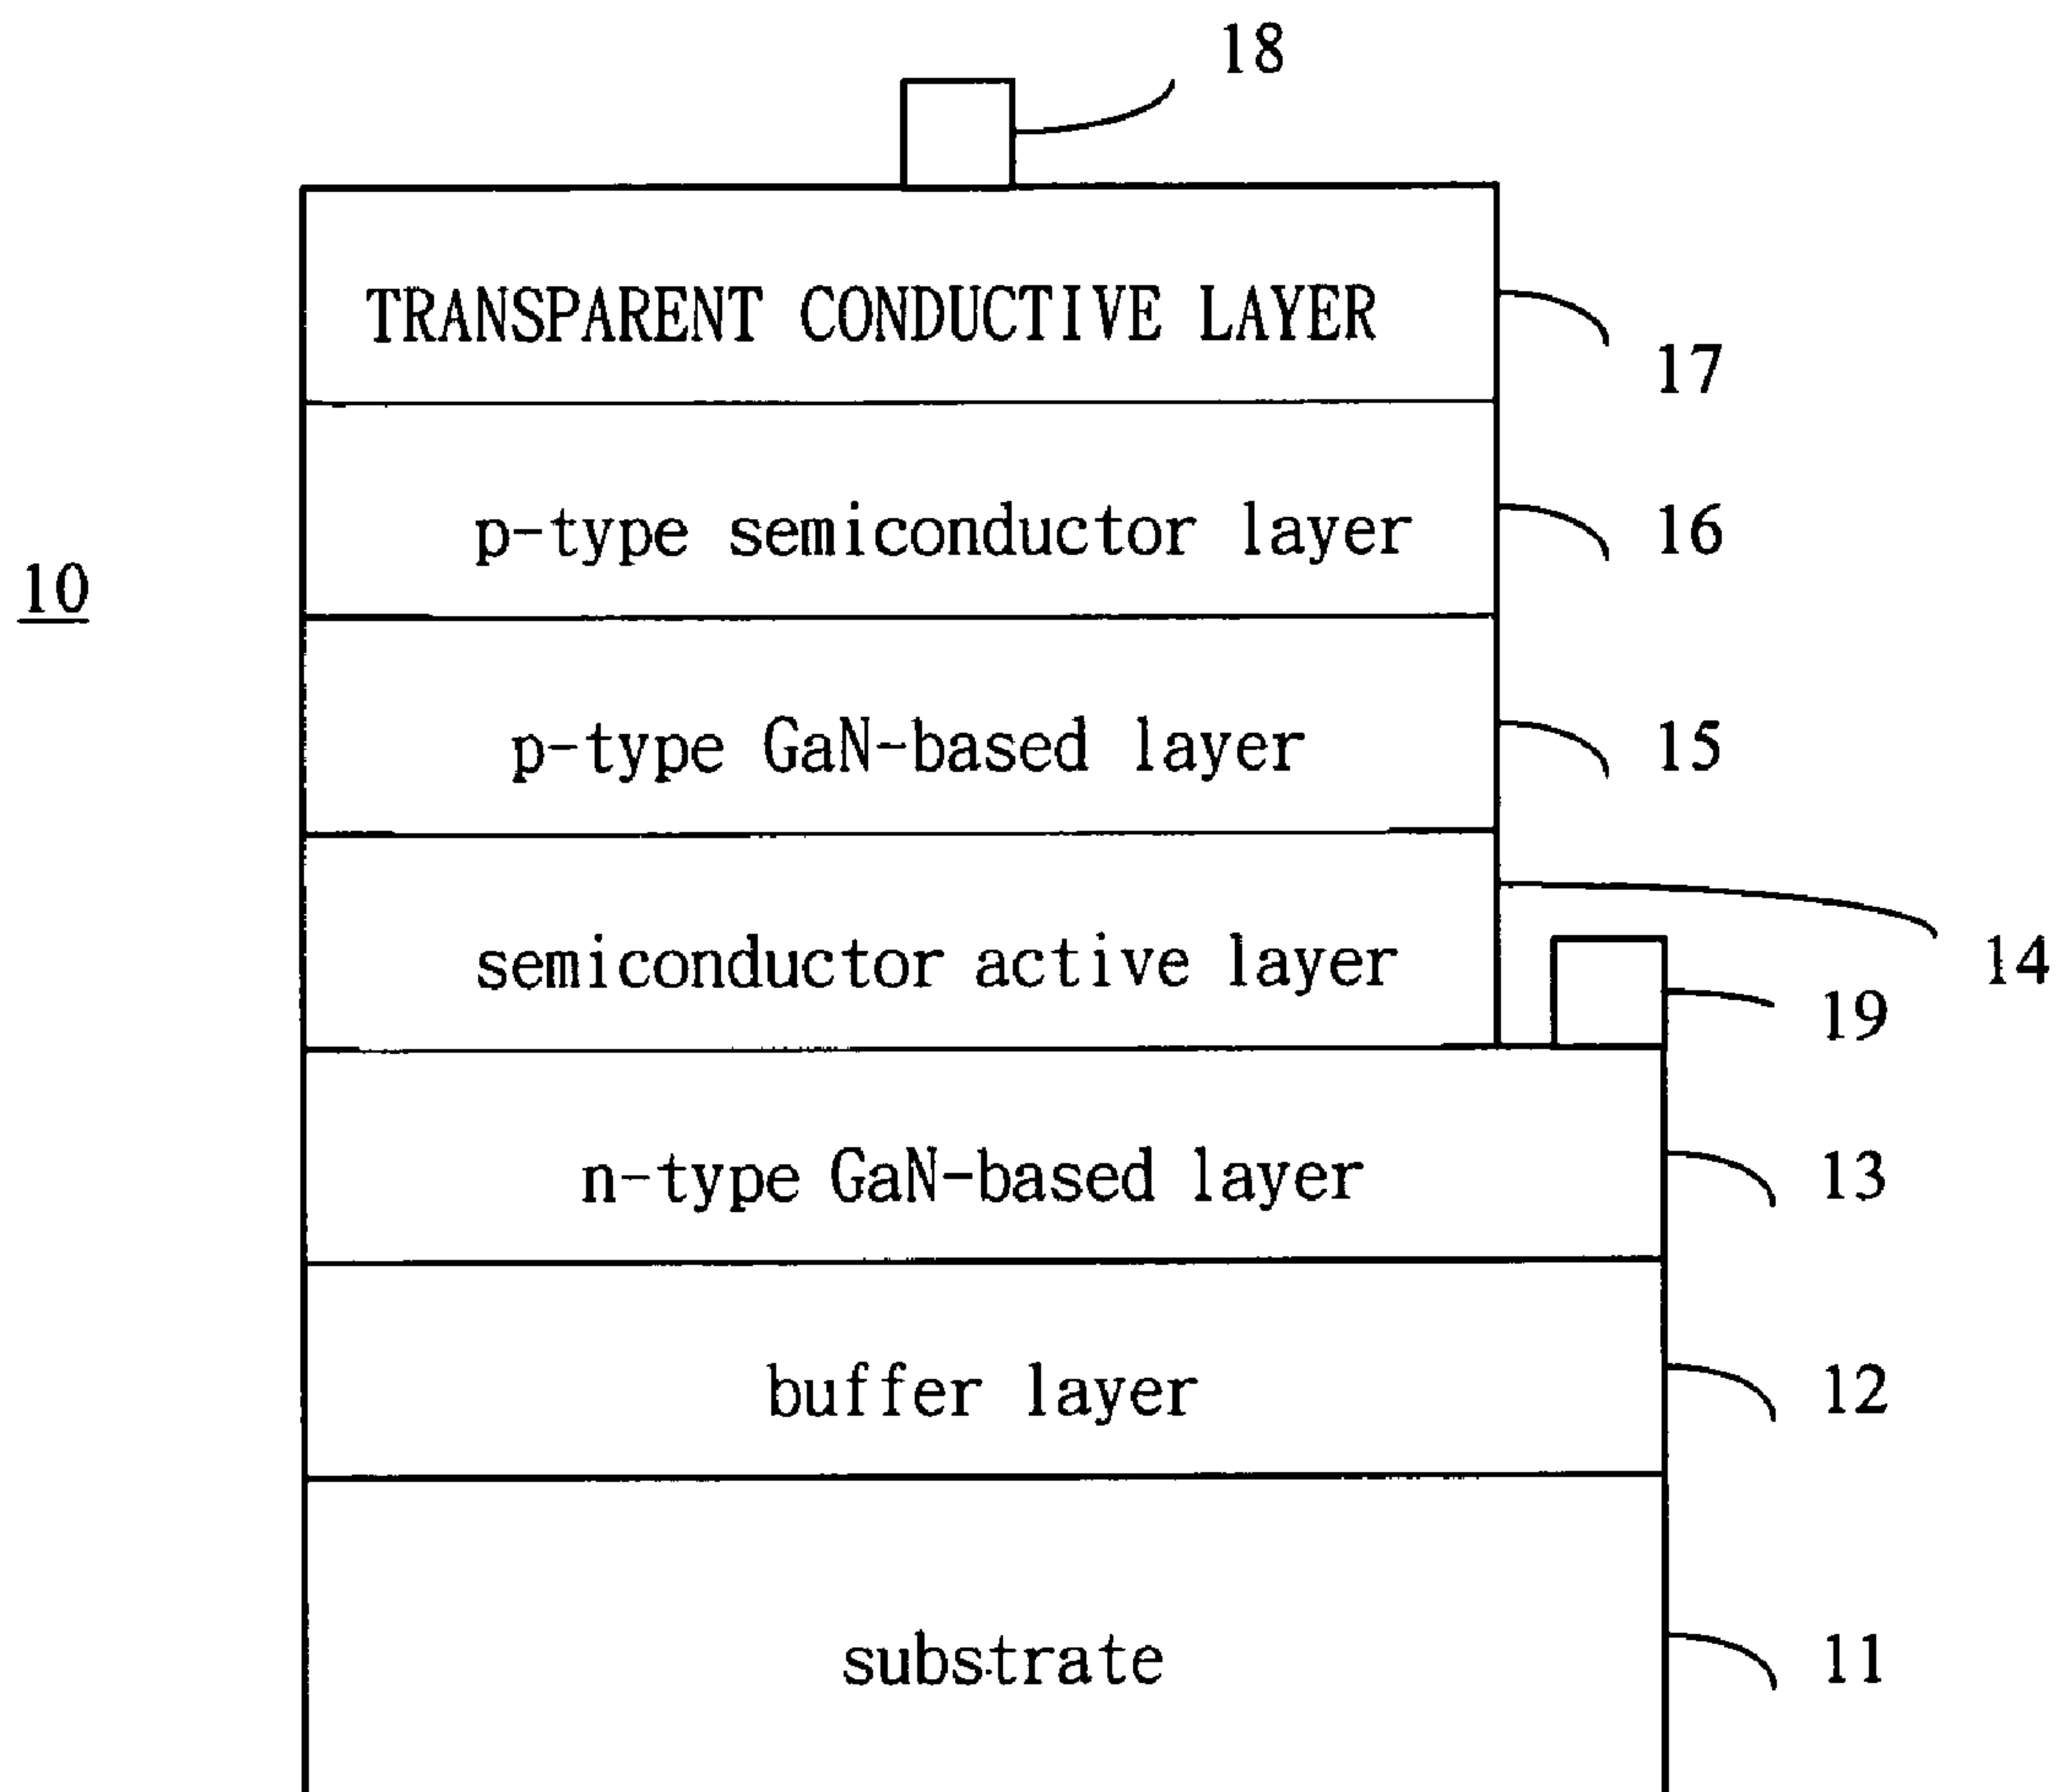 18
TRANSPARENT CONDUCTIVE LAYER
17
p-type semiconductor layer
16
10
p-type GaN-based layer
15
semiconductor active layer
14
19
n-type GaN-based layer
13
buffer layer
12
substrate
11